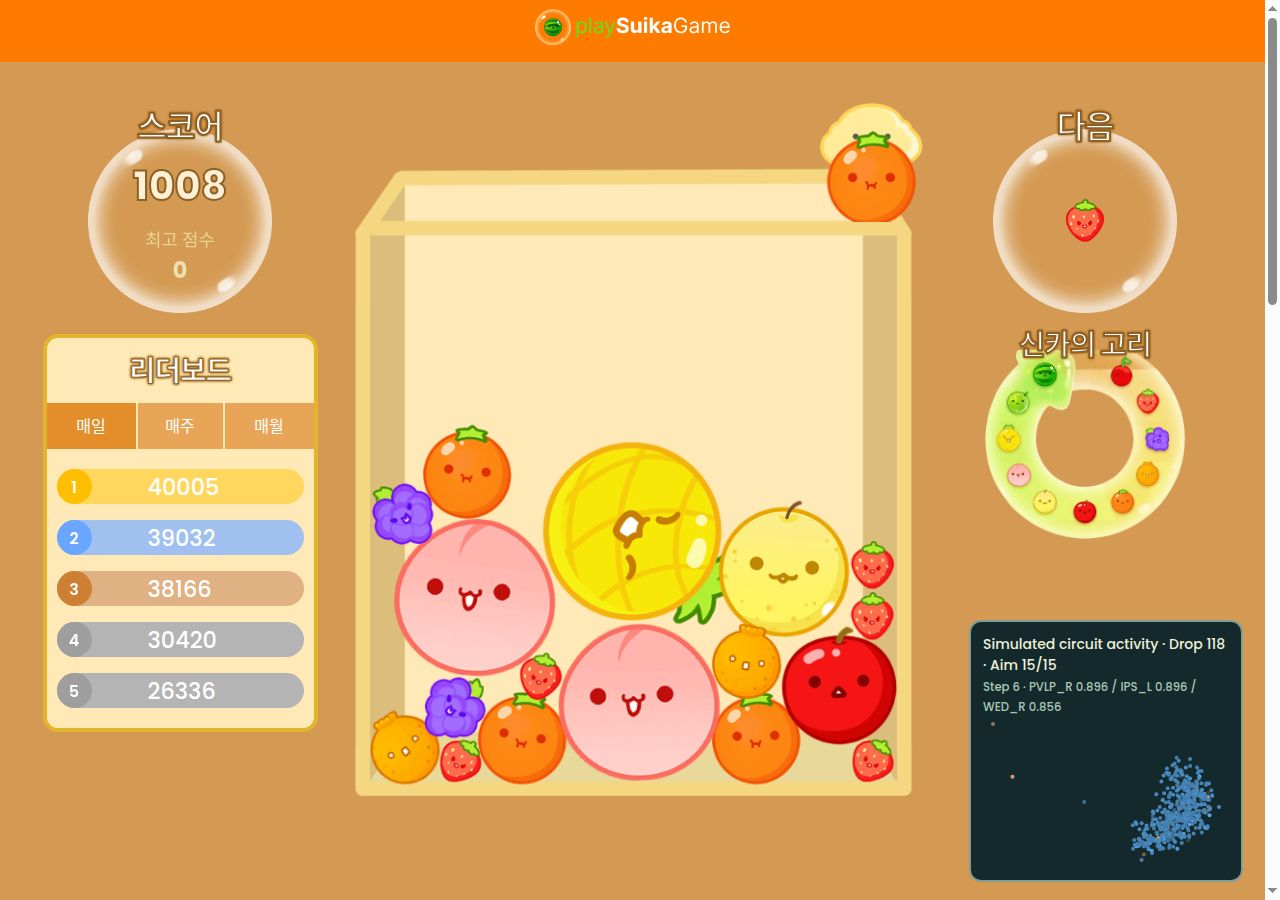 playSuikaGame
스코어
1008
최고 점수
0
다음
리더보드
매일 매주 매월
1 40005
2 39032
3 38166
4 30420
5 26336
신카의 고리
Simulated circuit activity · Drop 118
· Aim 15/15
Step 6 · PVLP_R 0.896 / IPS_L 0.896 /
WED_R 0.856